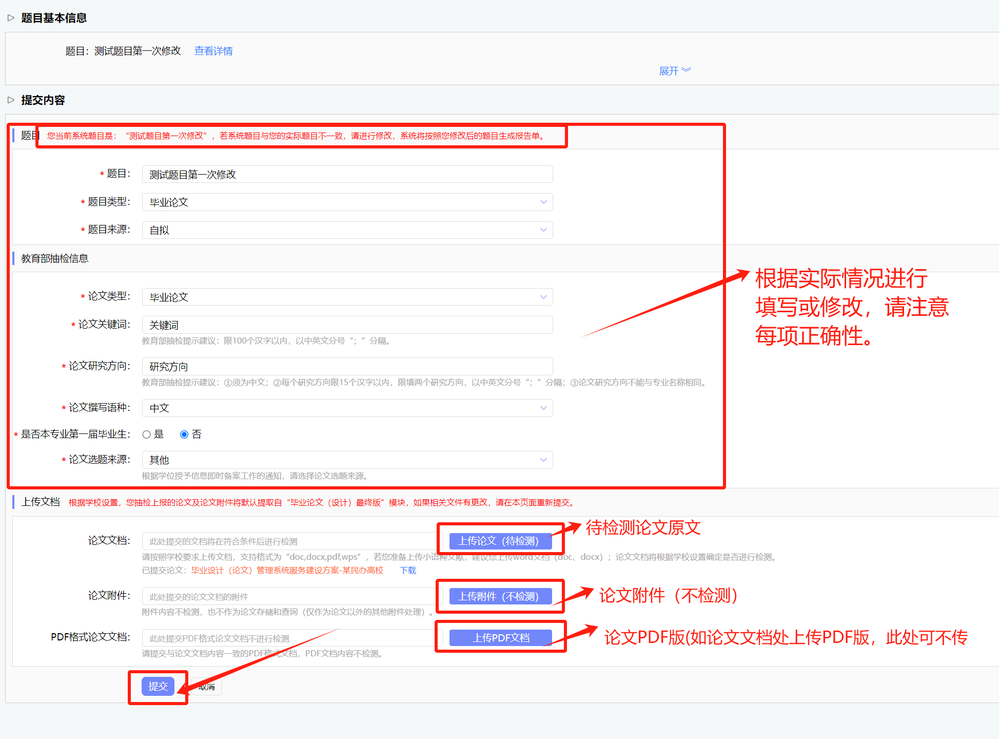 题目基本信息
题目：测试题目第一次修改 查看详情
展开
提交内容
题目 您当前系统题目是：“测试题目第一次修改”，若系统题目与您的实际题目不一致，请进行修改，系统将按照您修改后的题目生成报告单。
* 题目： 测试题目第一次修改
* 题目类型： 毕业论文
* 题目来源： 自拟
教育部抽检信息
* 论文类型： 毕业论文
* 论文关键词： 关键词
教育部抽检提示建议：限100个汉字以内，以中英文分号“；“ 分隔。
* 论文研究方向： 研究方向
教育部抽检提示建议：①须为中文；②每个研究方向限15个汉字以内，限填两个研究方向，以中英文分号“；“ 分隔；③论文研究方向不能与专业名称相同。
* 论文撰写语种： 中文
* 是否本专业第一届毕业生： 是 否
* 论文选题来源： 其他
根据学位授予信息即时备案工作的通知，请选择论文选题来源。
根据实际情况进行
填写或修改，请注意
每项正确性。
上传文档 根据学校设置，您抽检上报的论文及论文附件将默认提取自“毕业论文（设计）最终版”模块，如果相关文件有更改，请在本页面重新提交。
论文文档： 此处提交的文档将在符合条件后进行检测 上传论文（待检测） 待检测论文原文
请按照学校要求上传文档，支持格式为“doc,docx,pdf,wps”，若您准备上传小语种文献，建议您上传word文档（doc、docx）；论文文档将根据学校设置确定是否进行检测。
已提交论文：毕业设计（论文）管理系统服务建设方案-某民办高校 下载
论文附件： 此处提交的论文文档的附件 上传附件（不检测） 论文附件（不检测）
附件内容不检测，也不作为论文存储和查询（仅作为论文以外的其他附件处理）。
PDF格式论文文档： 此处提交PDF格式论文文档不进行检测 上传PDF文档 论文PDF版(如论文文档处上传PDF版，此处可不传
请提交与论文文档内容一致的PDF格式文档，PDF文档内容不检测。
提交 取消